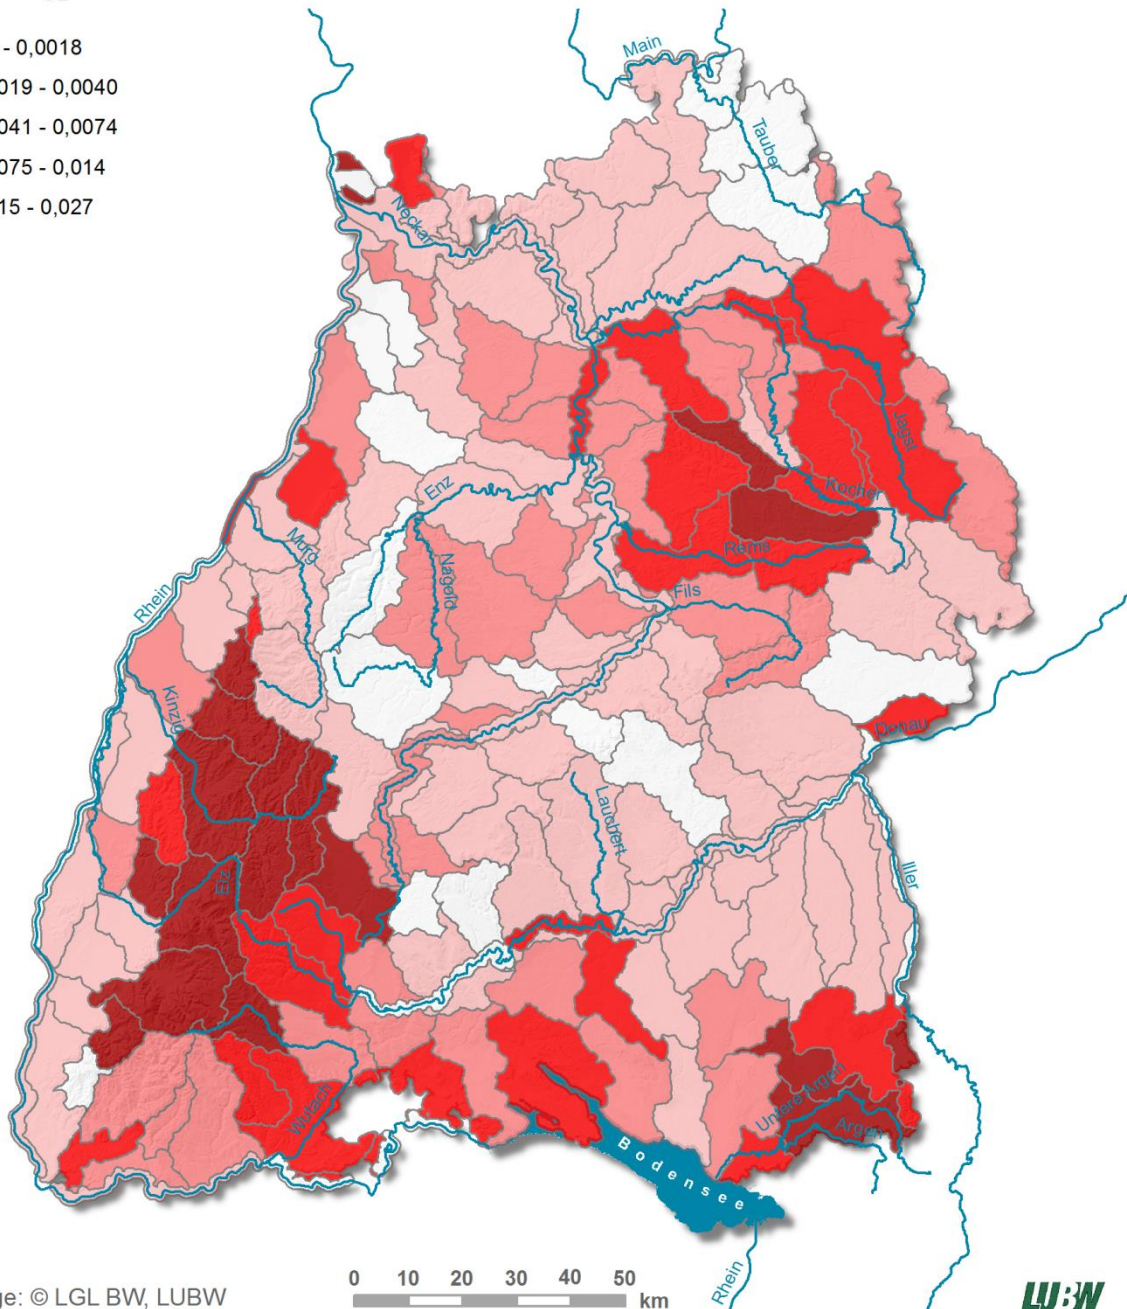 - 0,0018
019 - 0,0040
041 - 0,0074
075 - 0,014
15 - 0,027
Main
Tauber
Neckar
Jagst
Kocher
Enz
Murg
Nagold
Rems
Rhein
Fils
Kinzig
Donau
Lauchert
Iller
Elz
Wutach
Untere Argen
Argen
Bodensee
Rhein
0 10 20 30 40 50
km
ge: © LGL BW, LUBW
LUBW